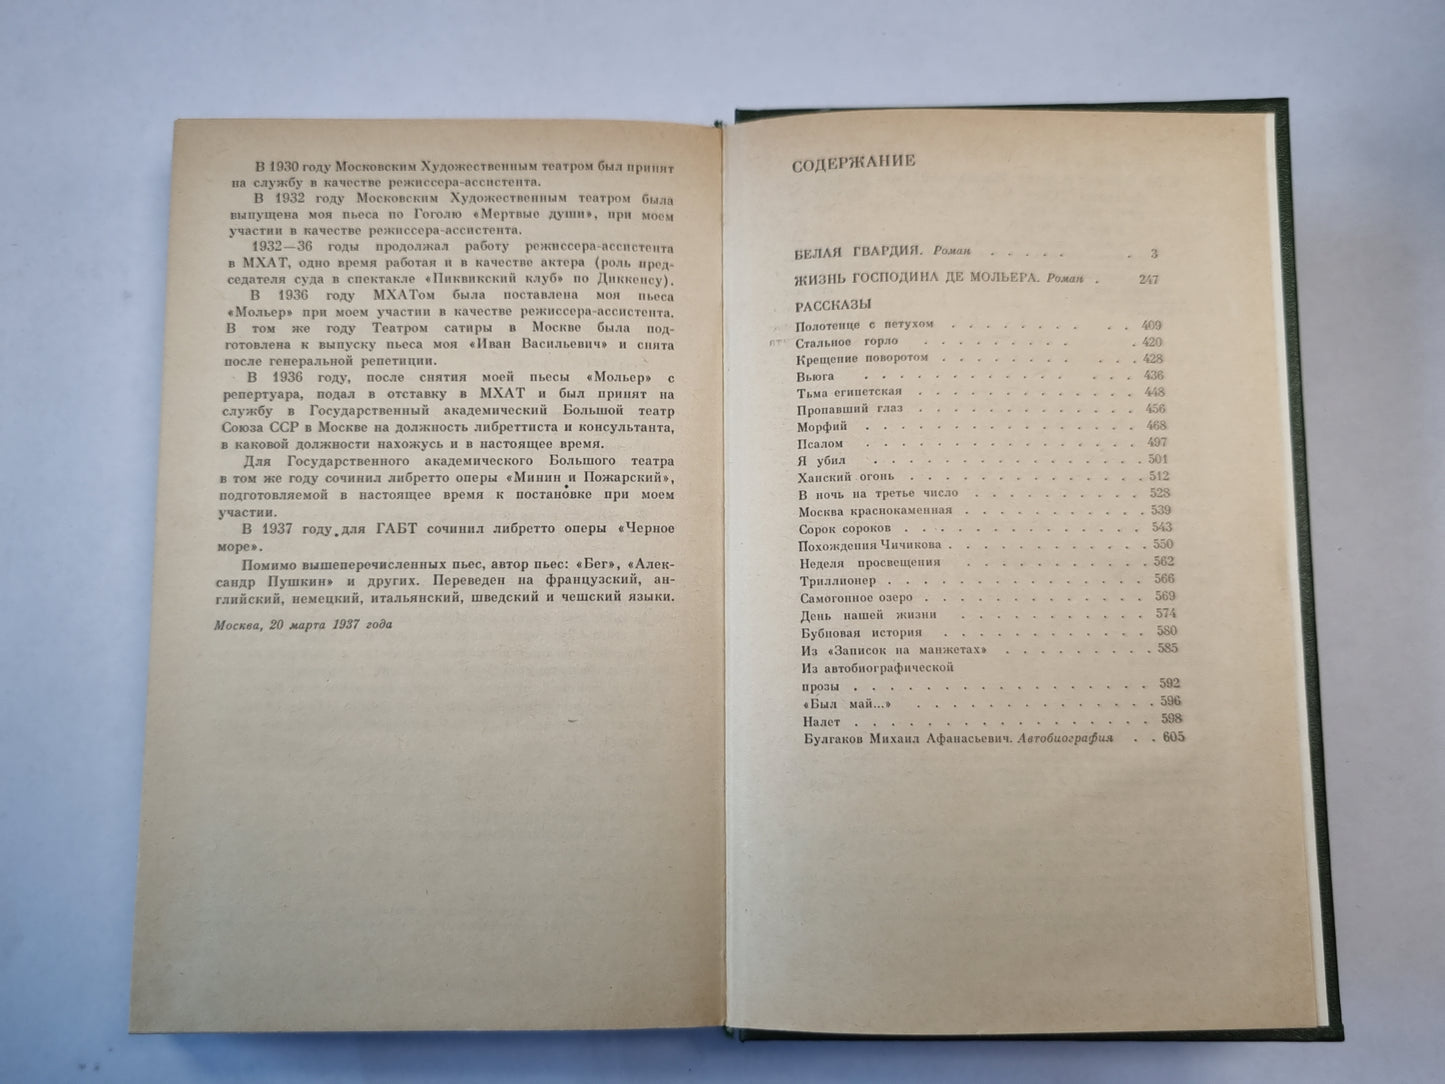 В 1930 году Московским Художественным театром был принят
на службу в качестве режиссера-ассистента.
В 1932 году Московским Художественным театром была
выпущена моя пьеса по Гоголю «Мертвые души», при моем
участии в качестве режиссера-ассистента.
1932—36 годы продолжал работу режиссера-ассистента
в МХАТ, одно время работая и в качестве актера (роль пред-
седателя суда в спектакле «Пиквикский клуб» по Диккенсу).
В 1936 году МХАТом была поставлена моя пьеса
«Мольер» при моем участии в качестве режиссера-ассистента.
В том же году Театром сатиры в Москве была под-
готовлена к выпуску пьеса моя «Иван Васильевич» и снята
после генеральной репетиции.
В 1936 году, после снятия моей пьесы «Мольер» с
репертуара, подал в отставку в МХАТ и был принят на
службу в Государственный академический Большой театр
Союза ССР в Москве на должность либреттиста и консультанта,
в каковой должности нахожусь и в настоящее время.
Для Государственного академического Большого театра
в том же году сочинил либретто оперы «Минин и Пожарский»,
подготовляемой в настоящее время к постановке при моем
участии.
В 1937 году для ГАБТ сочинил либретто оперы «Черное
море».
Помимо вышеперечисленных пьес, автор пьес: «Бег», «Алек-
сандр Пушкин» и других. Переведен на французский, ан-
глийский, немецкий, итальянский, шведский и чешский языки.
Москва, 20 марта 1937 года
СОДЕРЖАНИЕ
БЕЛАЯ ГВАРДИЯ. Роман . . . . . . 3
ЖИЗНЬ ГОСПОДИНА ДЕ МОЛЬЕРА. Роман . 247
РАССКАЗЫ
Полотенце с петухом . . . . . . . . . 409
Стальное горло . . . . . . . . . 420
Крещение поворотом . . . . . . . . . . 428
Вьюга . . . . . . . . . . . . . 436
Тьма египетская . . . . . . . . . . . . 448
Пропавший глаз . . . . . . . . . . . . 456
Морфий . . . . . . . . . . . . . . . 468
Псалом . . . . . . . . . . . . . . . 497
Я убил . . . . . . . . . . . . . . . 501
Ханский огонь . . . . . . . . . . . . . 512
В ночь на третье число . . . . . . . . . . 528
Москва краснокаменная . . . . . . . . . . 539
Сорок сороков . . . . . . . . . . . . . 543
Похождения Чичикова . . . . . . . . . . . 550
Неделя просвещения . . . . . . . . . . 562
Триллионер . . . . . . . . . . . . . . 566
Самогонное озеро . . . . . . . . . . . . 569
День нашей жизни . . . . . . . . . . . 574
Бубновая история . . . . . . . . . . . 580
Из «Записок на манжетах» . . . . . . . . 585
Из автобиографической
прозы . . . . . . . . . . . . . . . . 592
«Был май...» . . . . . . . . . . . . . 596
Налет . . . . . . . . . . . . . . . . 598
Булгаков Михаил Афанасьевич. Автобиография . . 605